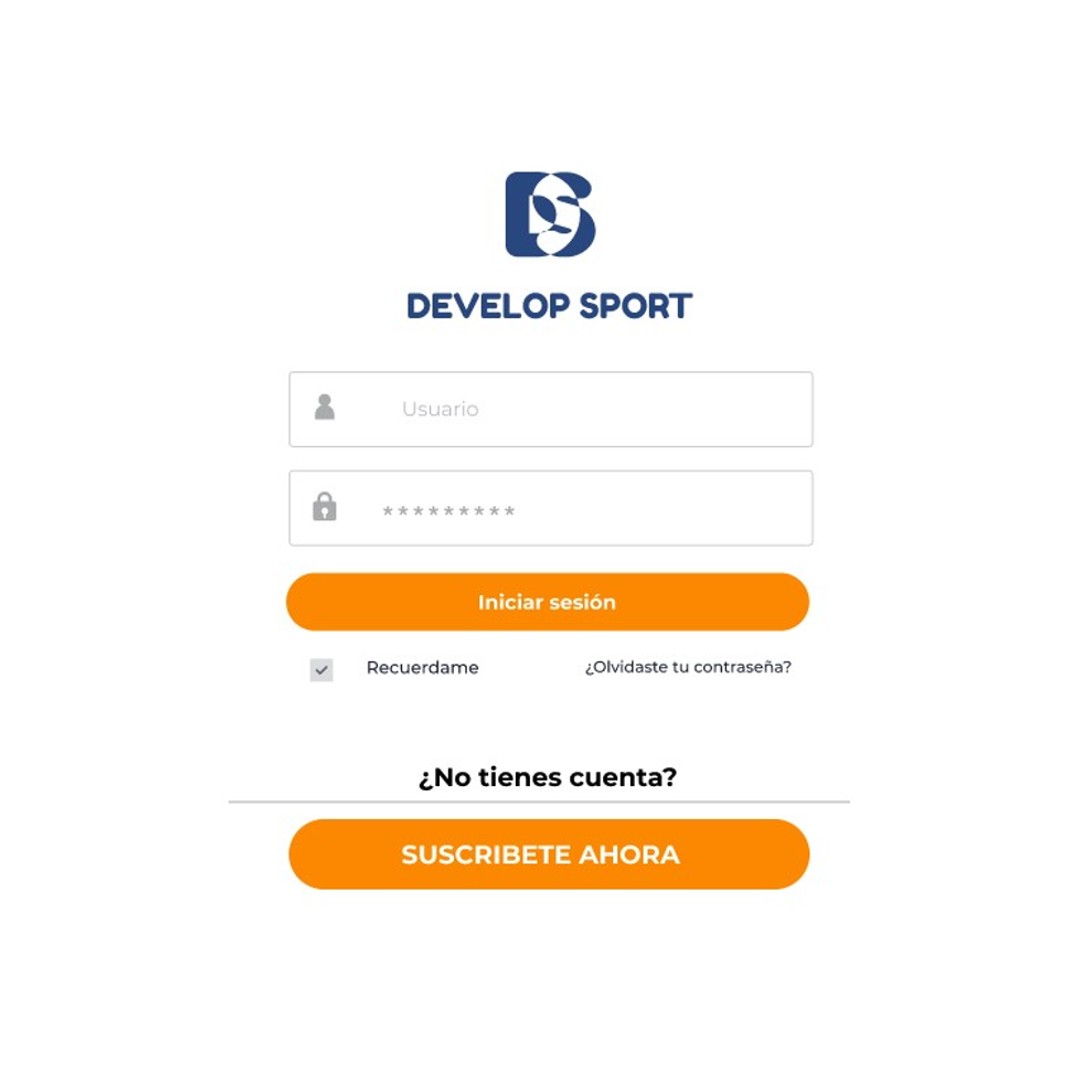 DS
DEVELOP SPORT
Usuario
*********
Iniciar sesión
Recuerdame ¿Olvidaste tu contraseña?
¿No tienes cuenta?
SUSCRIBETE AHORA